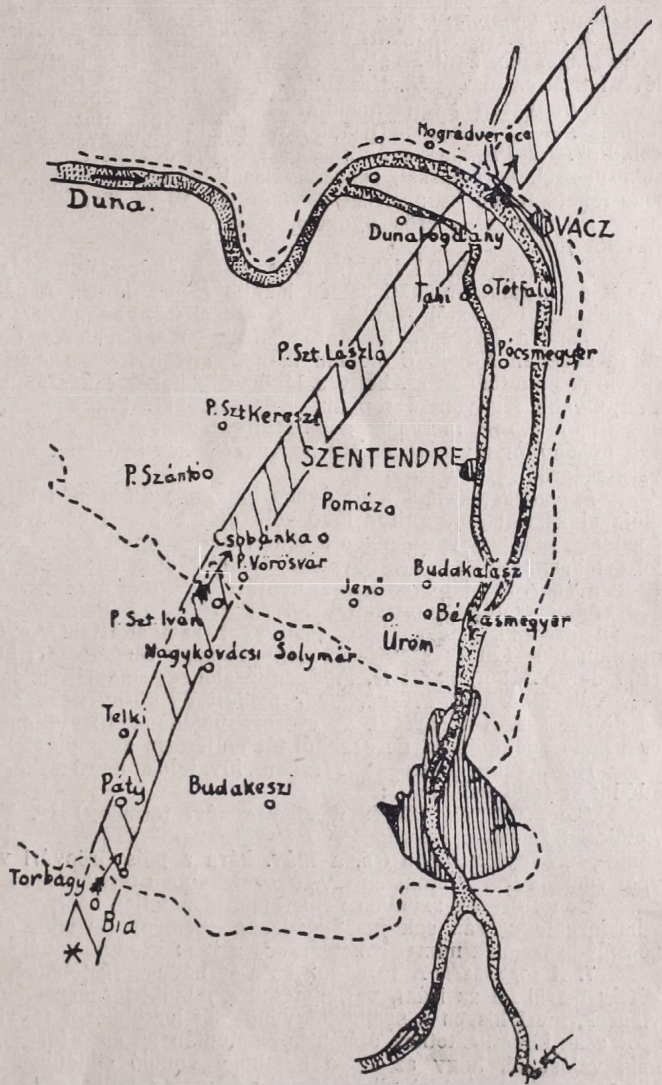 Nográdverőce
Duna.
VÁCZ
Dunabogdány
Tahi
Tótfalu
P. Szt. László
Pócsmegyer
P. Szt Kereszt
SZENTENDRE
P. Szántó
Pomáz
Csobánka
P. Vörösvár
Budakalász
Jenő
P. Szt. Iván
Békásmegyer
Üröm
Nagykovácsi
Solymár
Telki
Páty
Budakeszi
Torbágy
Bia